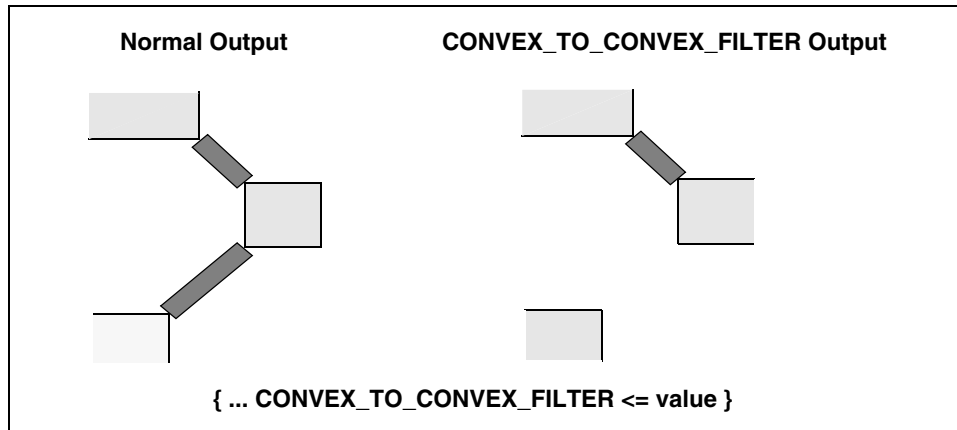 Normal Output
CONVEX_TO_CONVEX_FILTER Output
{ ... CONVEX_TO_CONVEX_FILTER <= value }